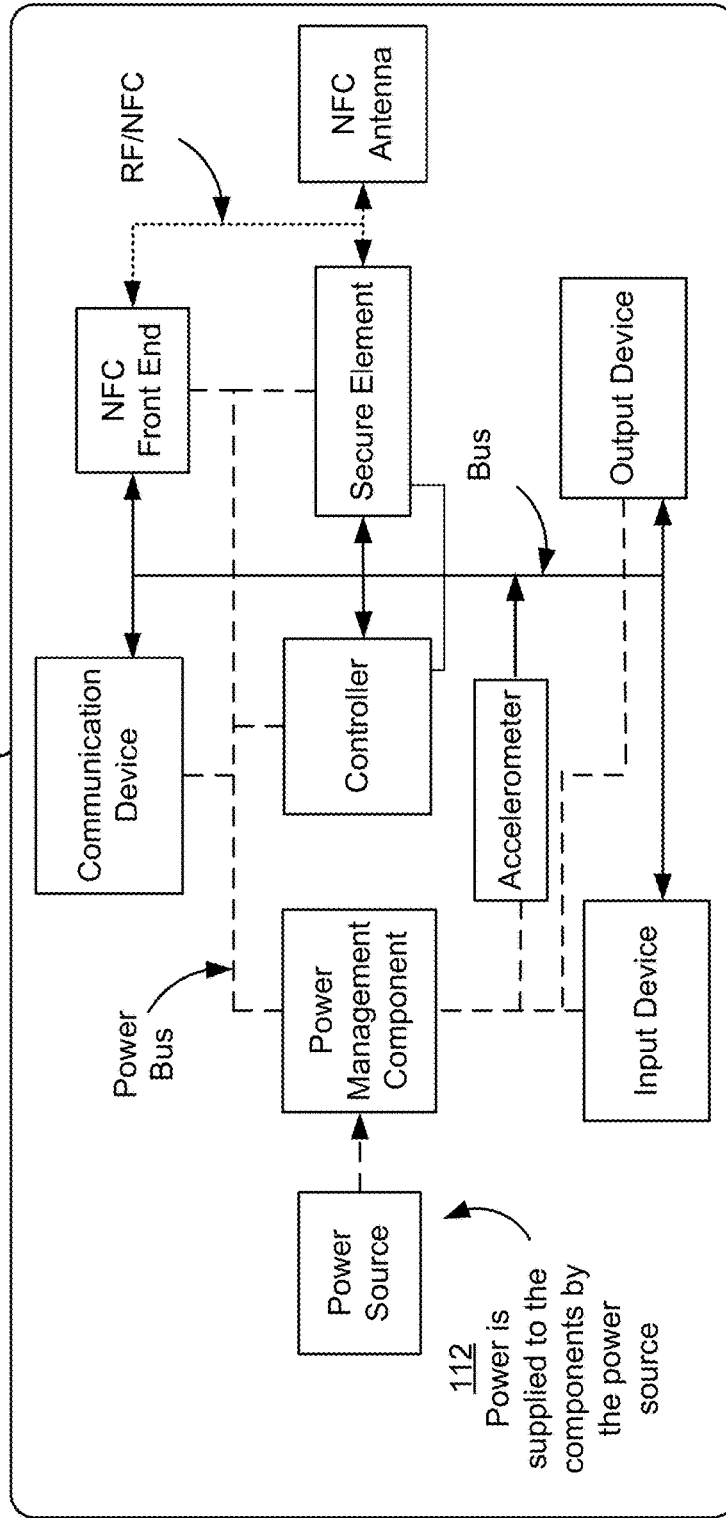 Communication
Device
NFC
Front End
RF/NFC
NFC
Antenna
Power
Bus
Power
Source
Power
Management
Component
Controller
Secure Element
112
Power is
supplied to the
components by
the power
source
Accelerometer
Bus
Input Device
Output Device